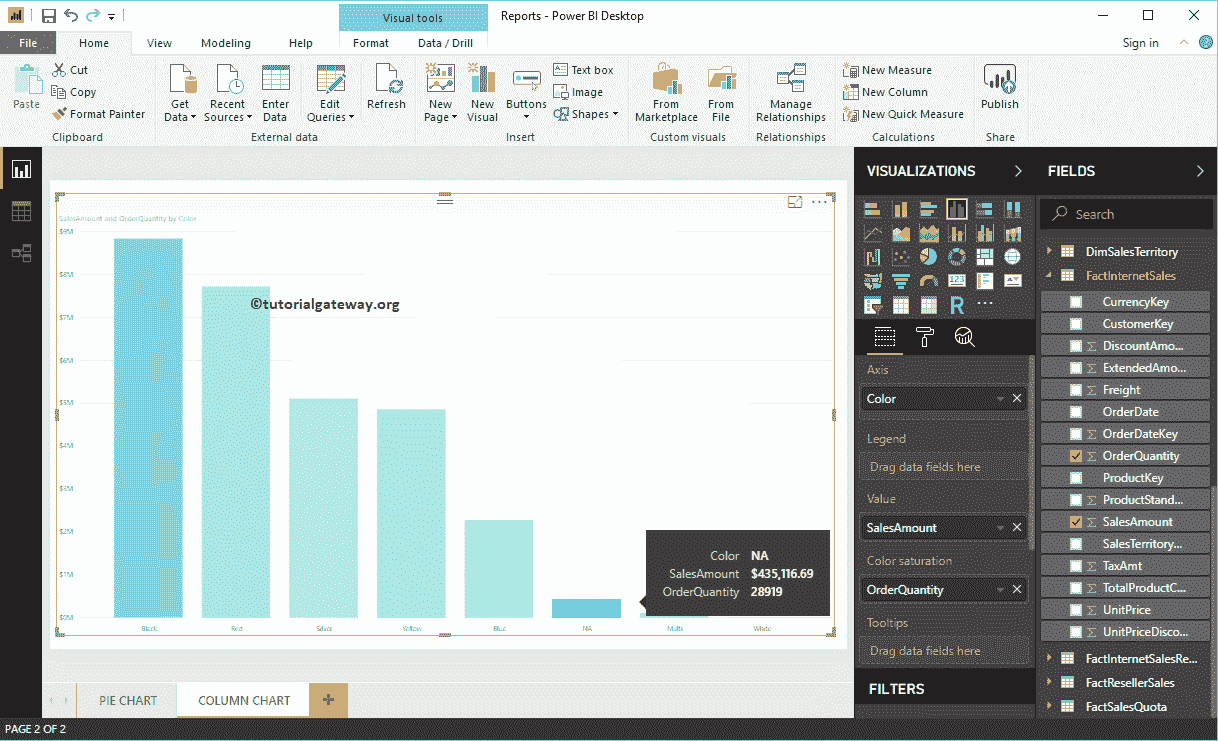 Visual tools
Reports - Power BI Desktop
File
Home
View
Modeling
Help
Format
Data / Drill
Sign in
Paste
Cut
Copy
Format Painter
Clipboard
Get Data
Recent Sources
Enter Data
Edit Queries
External data
Refresh
New Page
New Visual
Buttons
Text box
Image
Shapes
Insert
From Marketplace
From File
Custom visuals
Manage Relationships
Relationships
New Measure
New Column
New Quick Measure
Calculations
Publish
Share
SalesAmount and OrderQuantity by Color
$9M
$8M
$7M
$6M
$5M
$4M
$3M
$2M
$1M
$0M
©tutorialgateway.org
Color NA
SalesAmount $435,116.69
OrderQuantity 28919
Black
Red
Silver
Yellow
Blue
NA
Multi
White
VISUALIZATIONS
123
R
Axis
Color
Legend
Drag data fields here
Value
SalesAmount
Color saturation
OrderQuantity
Tooltips
Drag data fields here
FILTERS
FIELDS
Search
DimSalesTerritory
FactInternetSales
CurrencyKey
CustomerKey
DiscountAmo...
ExtendedAmo...
Freight
OrderDate
OrderDateKey
OrderQuantity
ProductKey
ProductStand...
SalesAmount
SalesTerritory...
TaxAmt
TotalProductC...
UnitPrice
UnitPriceDisco...
FactInternetSalesRe...
FactResellerSales
FactSalesQuota
PIE CHART
COLUMN CHART
PAGE 2 OF 2